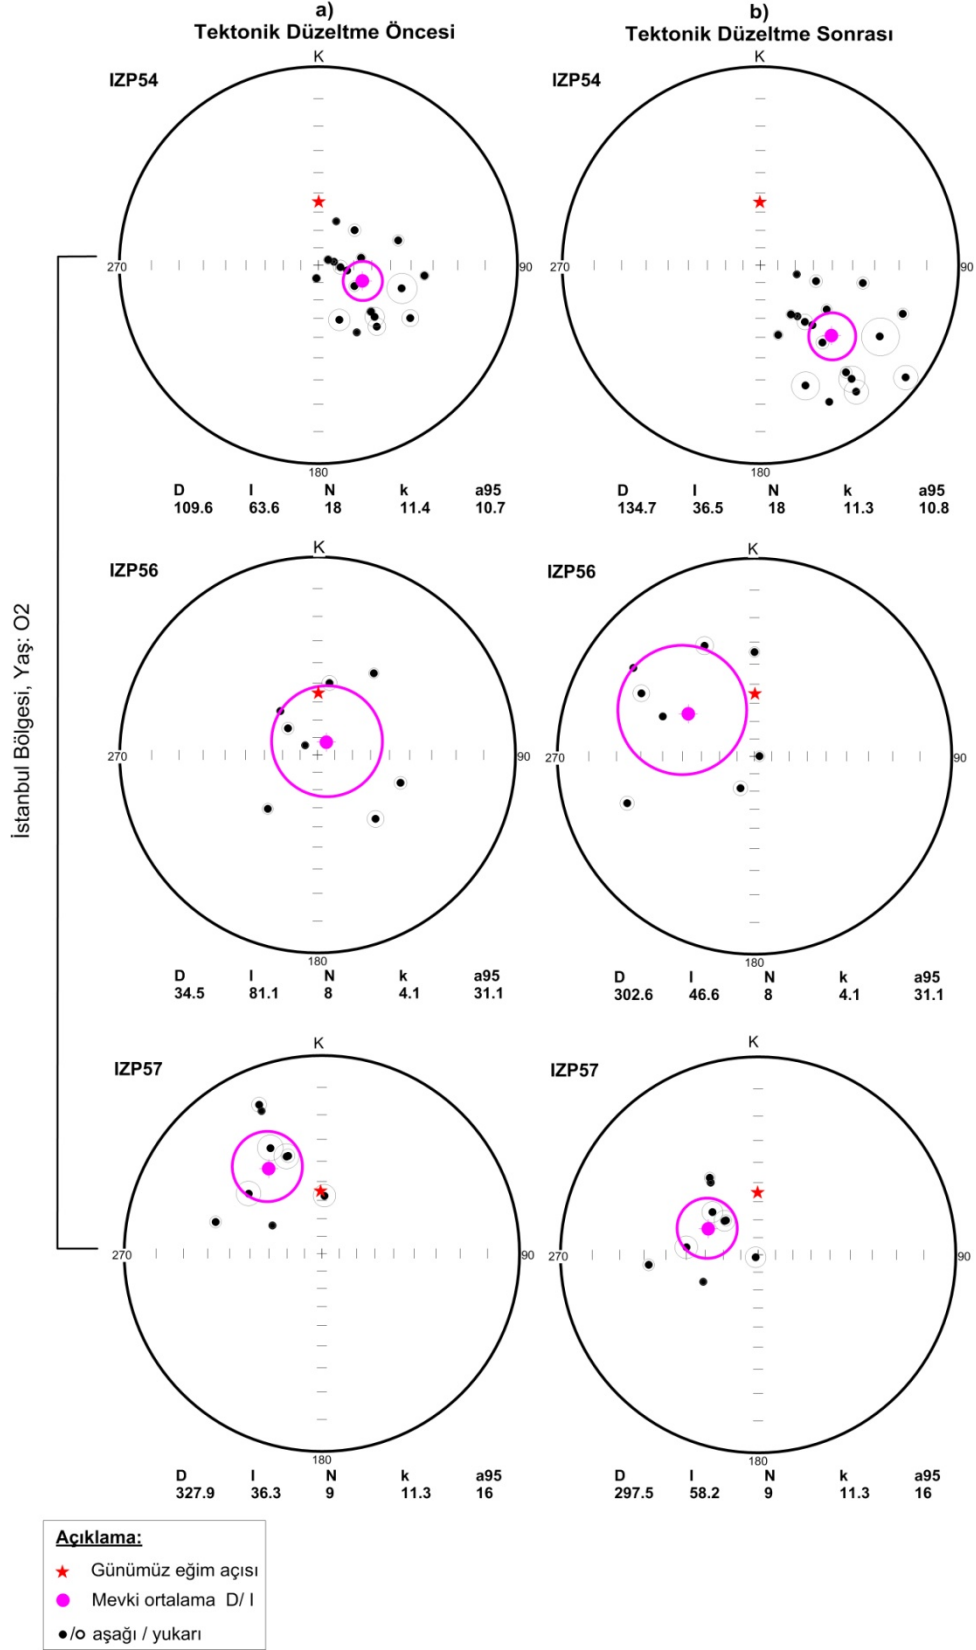 a)
Tektonik Düzeltme Öncesi
b)
Tektonik Düzeltme Sonrası
İstanbul Bölgesi, Yaş: O2
IZP54
K
270
90
180
D I N k a95
109.6 63.6 18 11.4 10.7
IZP54
K
270
90
180
D I N k a95
134.7 36.5 18 11.3 10.8
IZP56
K
270
90
180
D I N k a95
34.5 81.1 8 4.1 31.1
IZP56
K
270
90
180
D I N k a95
302.6 46.6 8 4.1 31.1
IZP57
K
270
90
180
D I N k a95
327.9 36.3 9 11.3 16
IZP57
K
270
90
180
D I N k a95
297.5 58.2 9 11.3 16
Açıklama:
Günümüz eğim açısı
Mevki ortalama D/ I
/ aşağı / yukarı